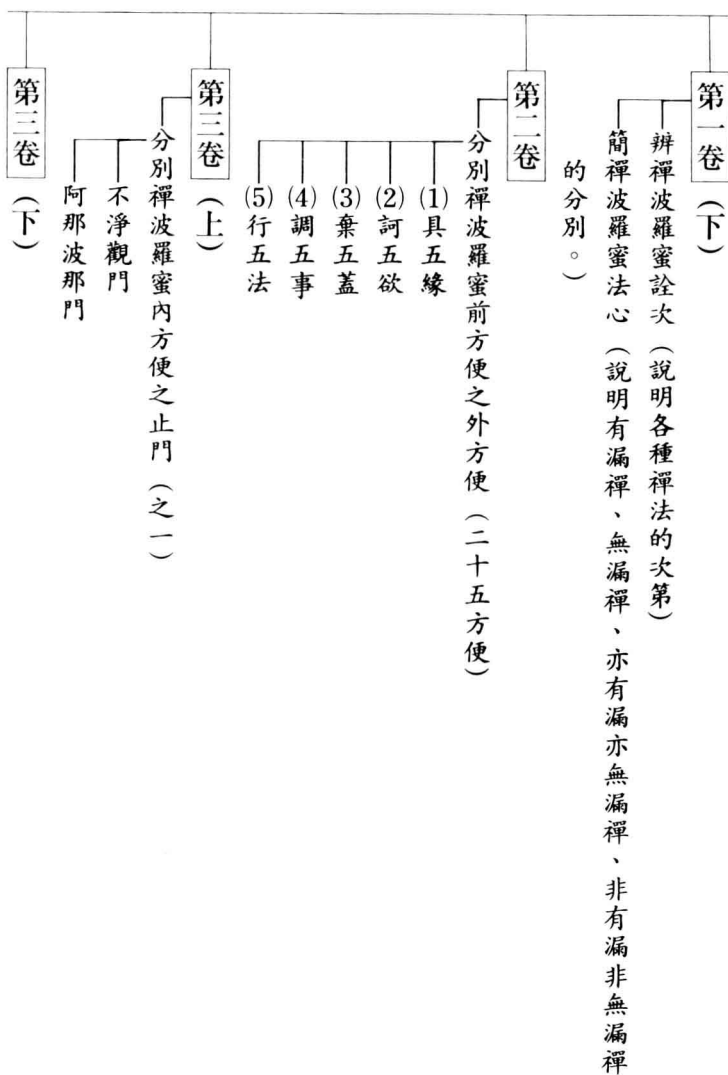 第一卷（下）
辨禪波羅蜜詮次（說明各種禪法的次第）
簡禪波羅蜜法心（說明有漏禪、無漏禪、亦有漏亦無漏禪、非有漏非無漏禪
的分別。）
第二卷
分別禪波羅蜜前方便之外方便（二十五方便）
(1)具五緣
(2)訶五欲
(3)棄五蓋
(4)調五事
(5)行五法
第三卷（上）
分別禪波羅蜜內方便之止門（之一）
不淨觀門
阿那波那門
第三卷（下）